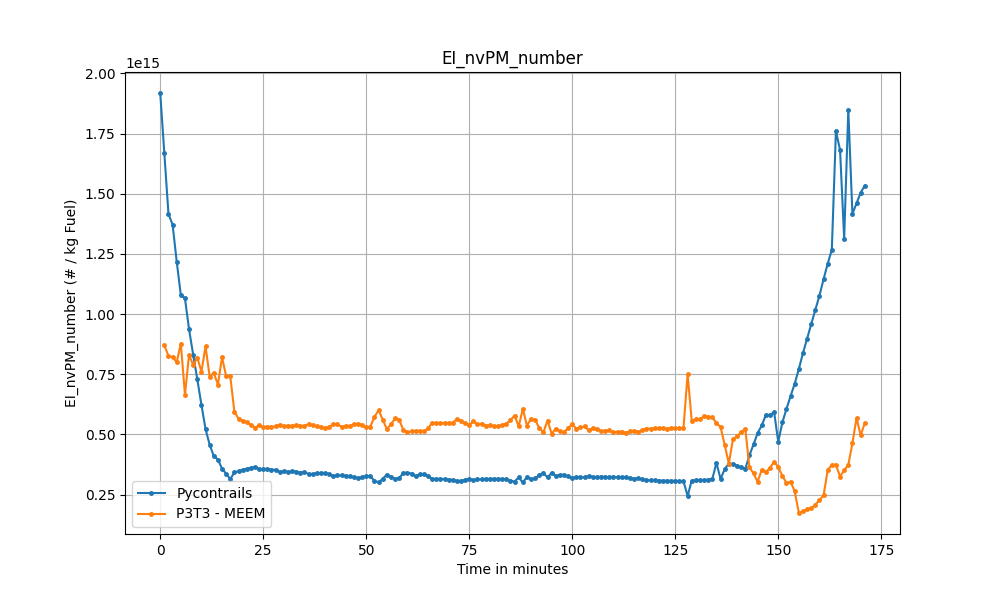 EI_nvPM_number
1e15
2.00
1.75
1.50
1.25
1.00
0.75
0.50
0.25
EI_nvPM_number (# / kg Fuel)
Pycontrails
P3T3 - MEEM
0 25 50 75 100 125 150 175
Time in minutes